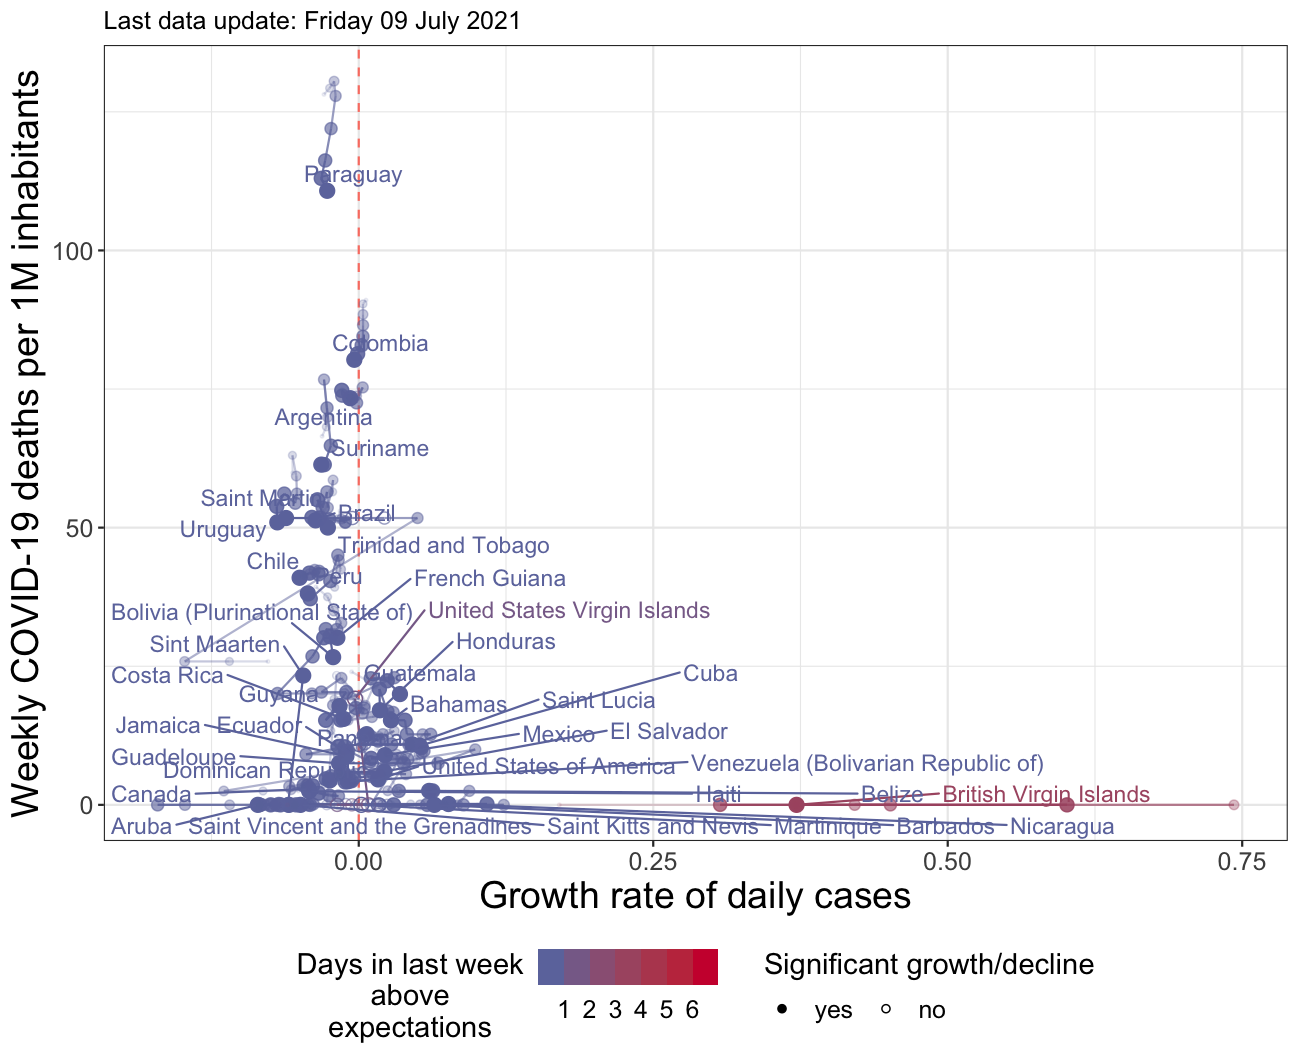 Last data update: Friday 09 July 2021
Weekly COVID-19 deaths per 1M inhabitants
100
50
0
Paraguay
Colombia
Argentina
Suriname
Saint Martin
Brazil
Uruguay
Trinidad and Tobago
Chile
Peru
French Guiana
Bolivia (Plurinational State of)
United States Virgin Islands
Sint Maarten
Honduras
Costa Rica
Guatemala
Cuba
Guyana
Bahamas
Saint Lucia
Jamaica
Ecuador
Panama
Mexico
El Salvador
Guadeloupe
Dominican Republic
United States of America
Venezuela (Bolivarian Republic of)
Canada
Haiti
Belize
British Virgin Islands
Aruba
Saint Vincent and the Grenadines
Saint Kitts and Nevis
Martinique
Barbados
Nicaragua
0.00
0.25
0.50
0.75
Growth rate of daily cases
Days in last week
above
expectations
1 2 3 4 5 6
Significant growth/decline
yes
no